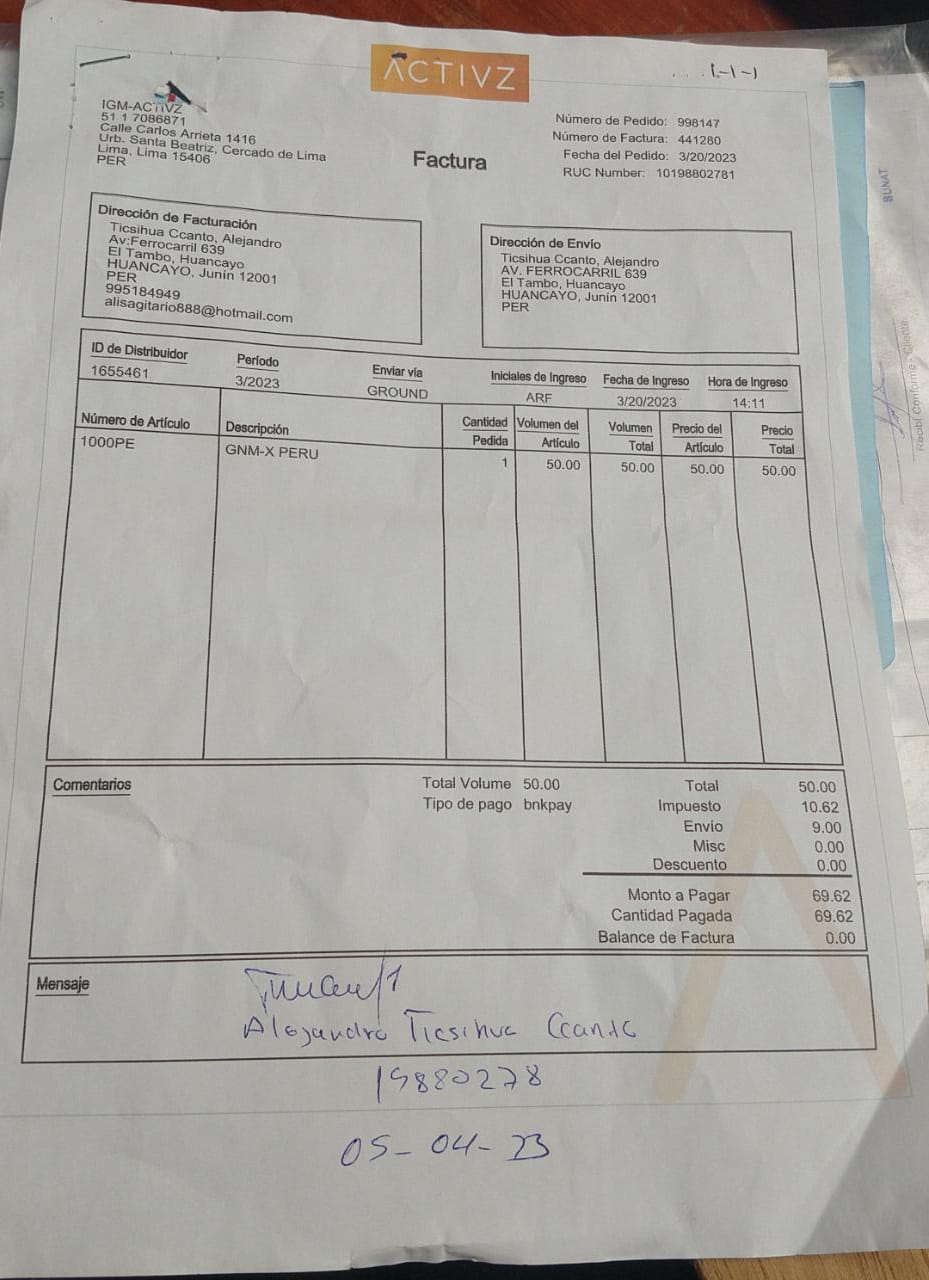 ACTIVZ
IGM-ACTIVZ
51 1 7086871
Calle Carlos Arrieta 1416
Urb. Santa Beatriz, Cercado de Lima
Lima, Lima 15406
PER
Factura
Número de Pedido: 998147
Número de Factura: 441280
Fecha del Pedido: 3/20/2023
RUC Number: 10198802781
Dirección de Facturación
Ticsihua Ccanto, Alejandro
Av:Ferrocarril 639
El Tambo, Huancayo
HUANCAYO, Junín 12001
PER
995184949
alisagitario888@hotmail.com
Dirección de Envío
Ticsihua Ccanto, Alejandro
AV. FERROCARRIL 639
El Tambo, Huancayo
HUANCAYO, Junín 12001
PER
ID de Distribuidor Período Enviar vía Iniciales de Ingreso Fecha de Ingreso Hora de Ingreso
1655461 3/2023 GROUND ARF 3/20/2023 14:11
Número de Artículo Descripción Cantidad Pedida Volumen del Artículo Volumen Total Precio del Artículo Precio Total
1000PE GNM-X PERU 1 50.00 50.00 50.00 50.00
Comentarios
Total Volume 50.00
Tipo de pago bnkpay
Total 50.00
Impuesto 10.62
Envio 9.00
Misc 0.00
Descuento 0.00
Monto a Pagar 69.62
Cantidad Pagada 69.62
Balance de Factura 0.00
Mensaje
Alejandro Ticsihua Ccanto
19880278
05-04-23
SUNAT
Recibí Conforme - Cliente